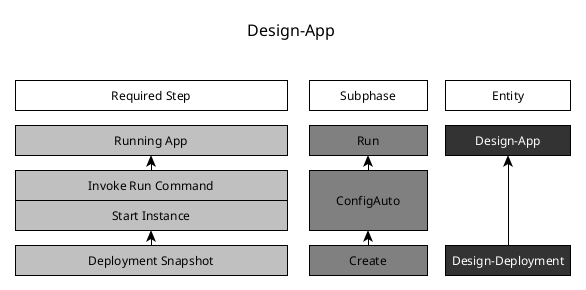 Design-App
Required Step
Subphase
Entity
Running App
Run
Design-App
Invoke Run Command
Start Instance
ConfigAuto
Deployment Snapshot
Create
Design-Deployment